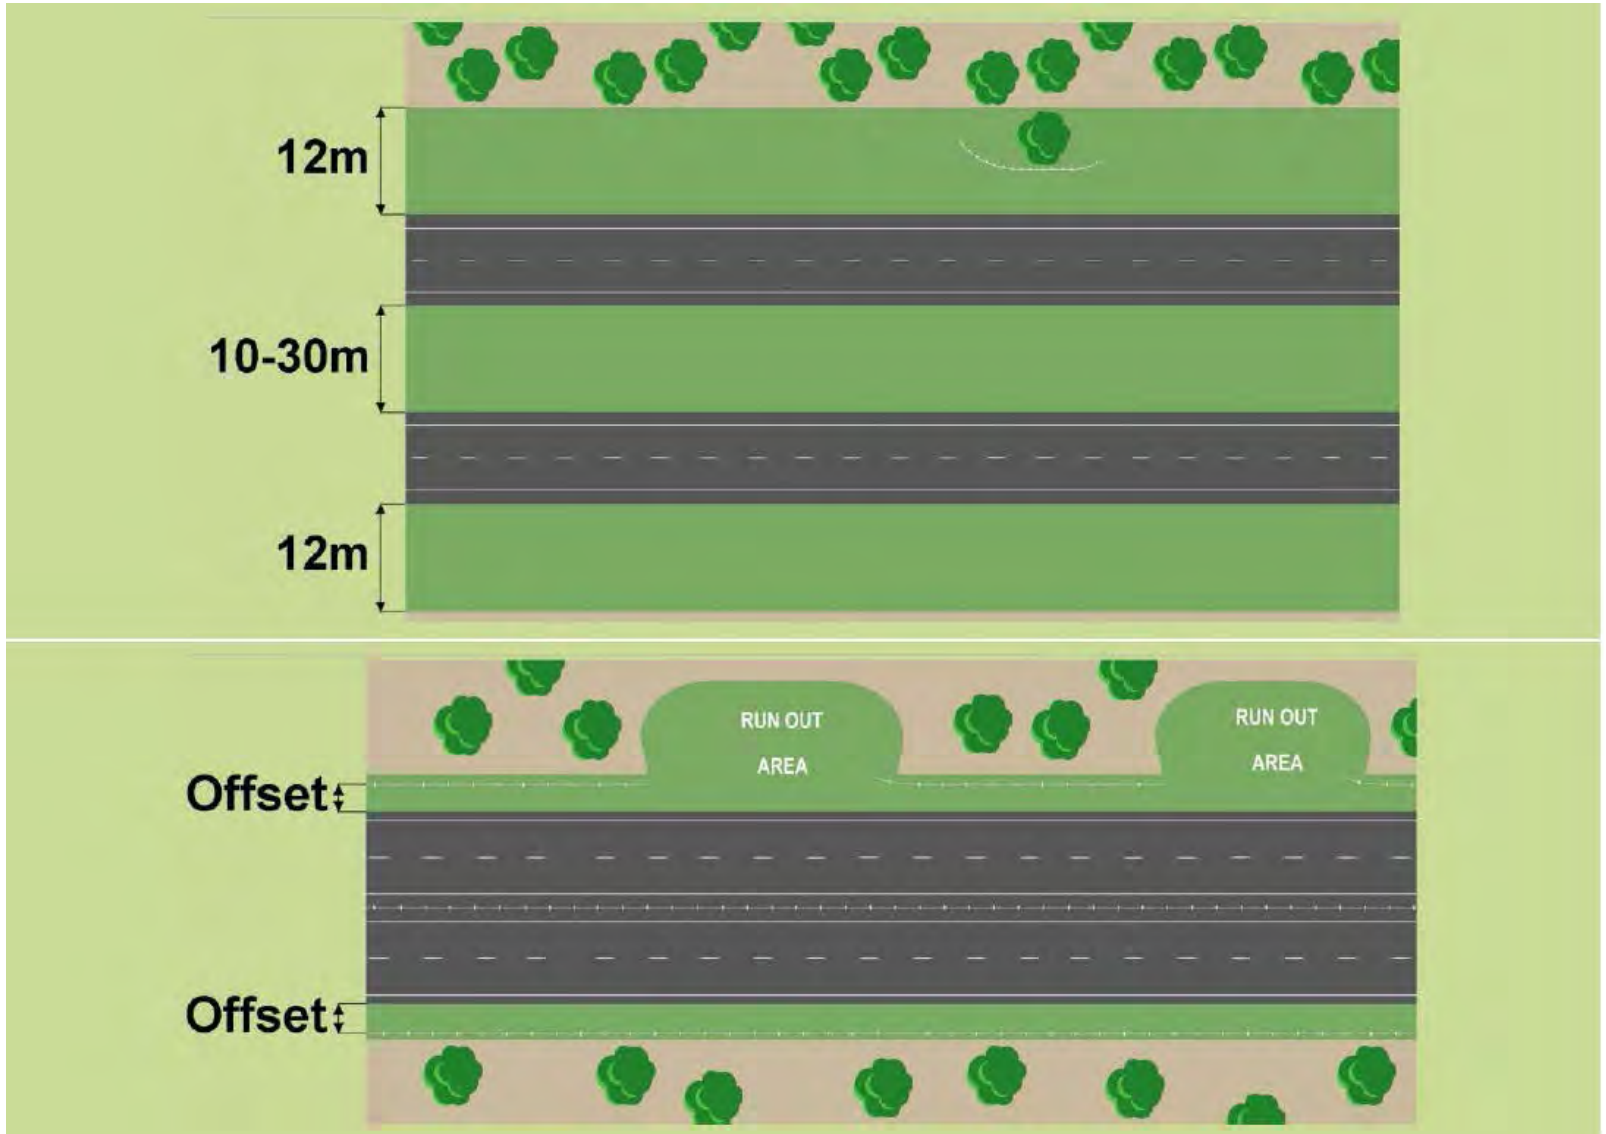 12m
10-30m
12m
RUN OUT
AREA
RUN OUT
AREA
Offset
Offset